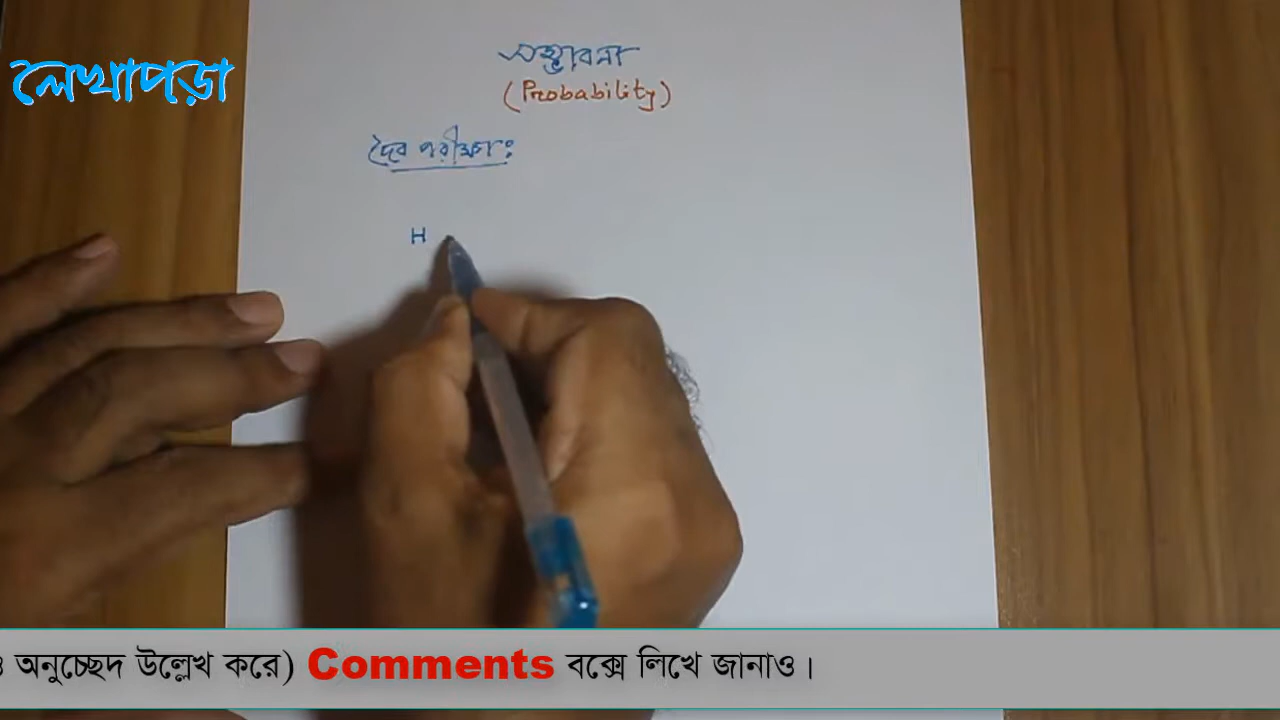 লেখাপড়া
সম্ভাবনা
(Probability)
দৈব পরীক্ষা:
H
ও অনুচ্ছেদ উল্লেখ করে) Comments বক্সে লিখে জানাও।